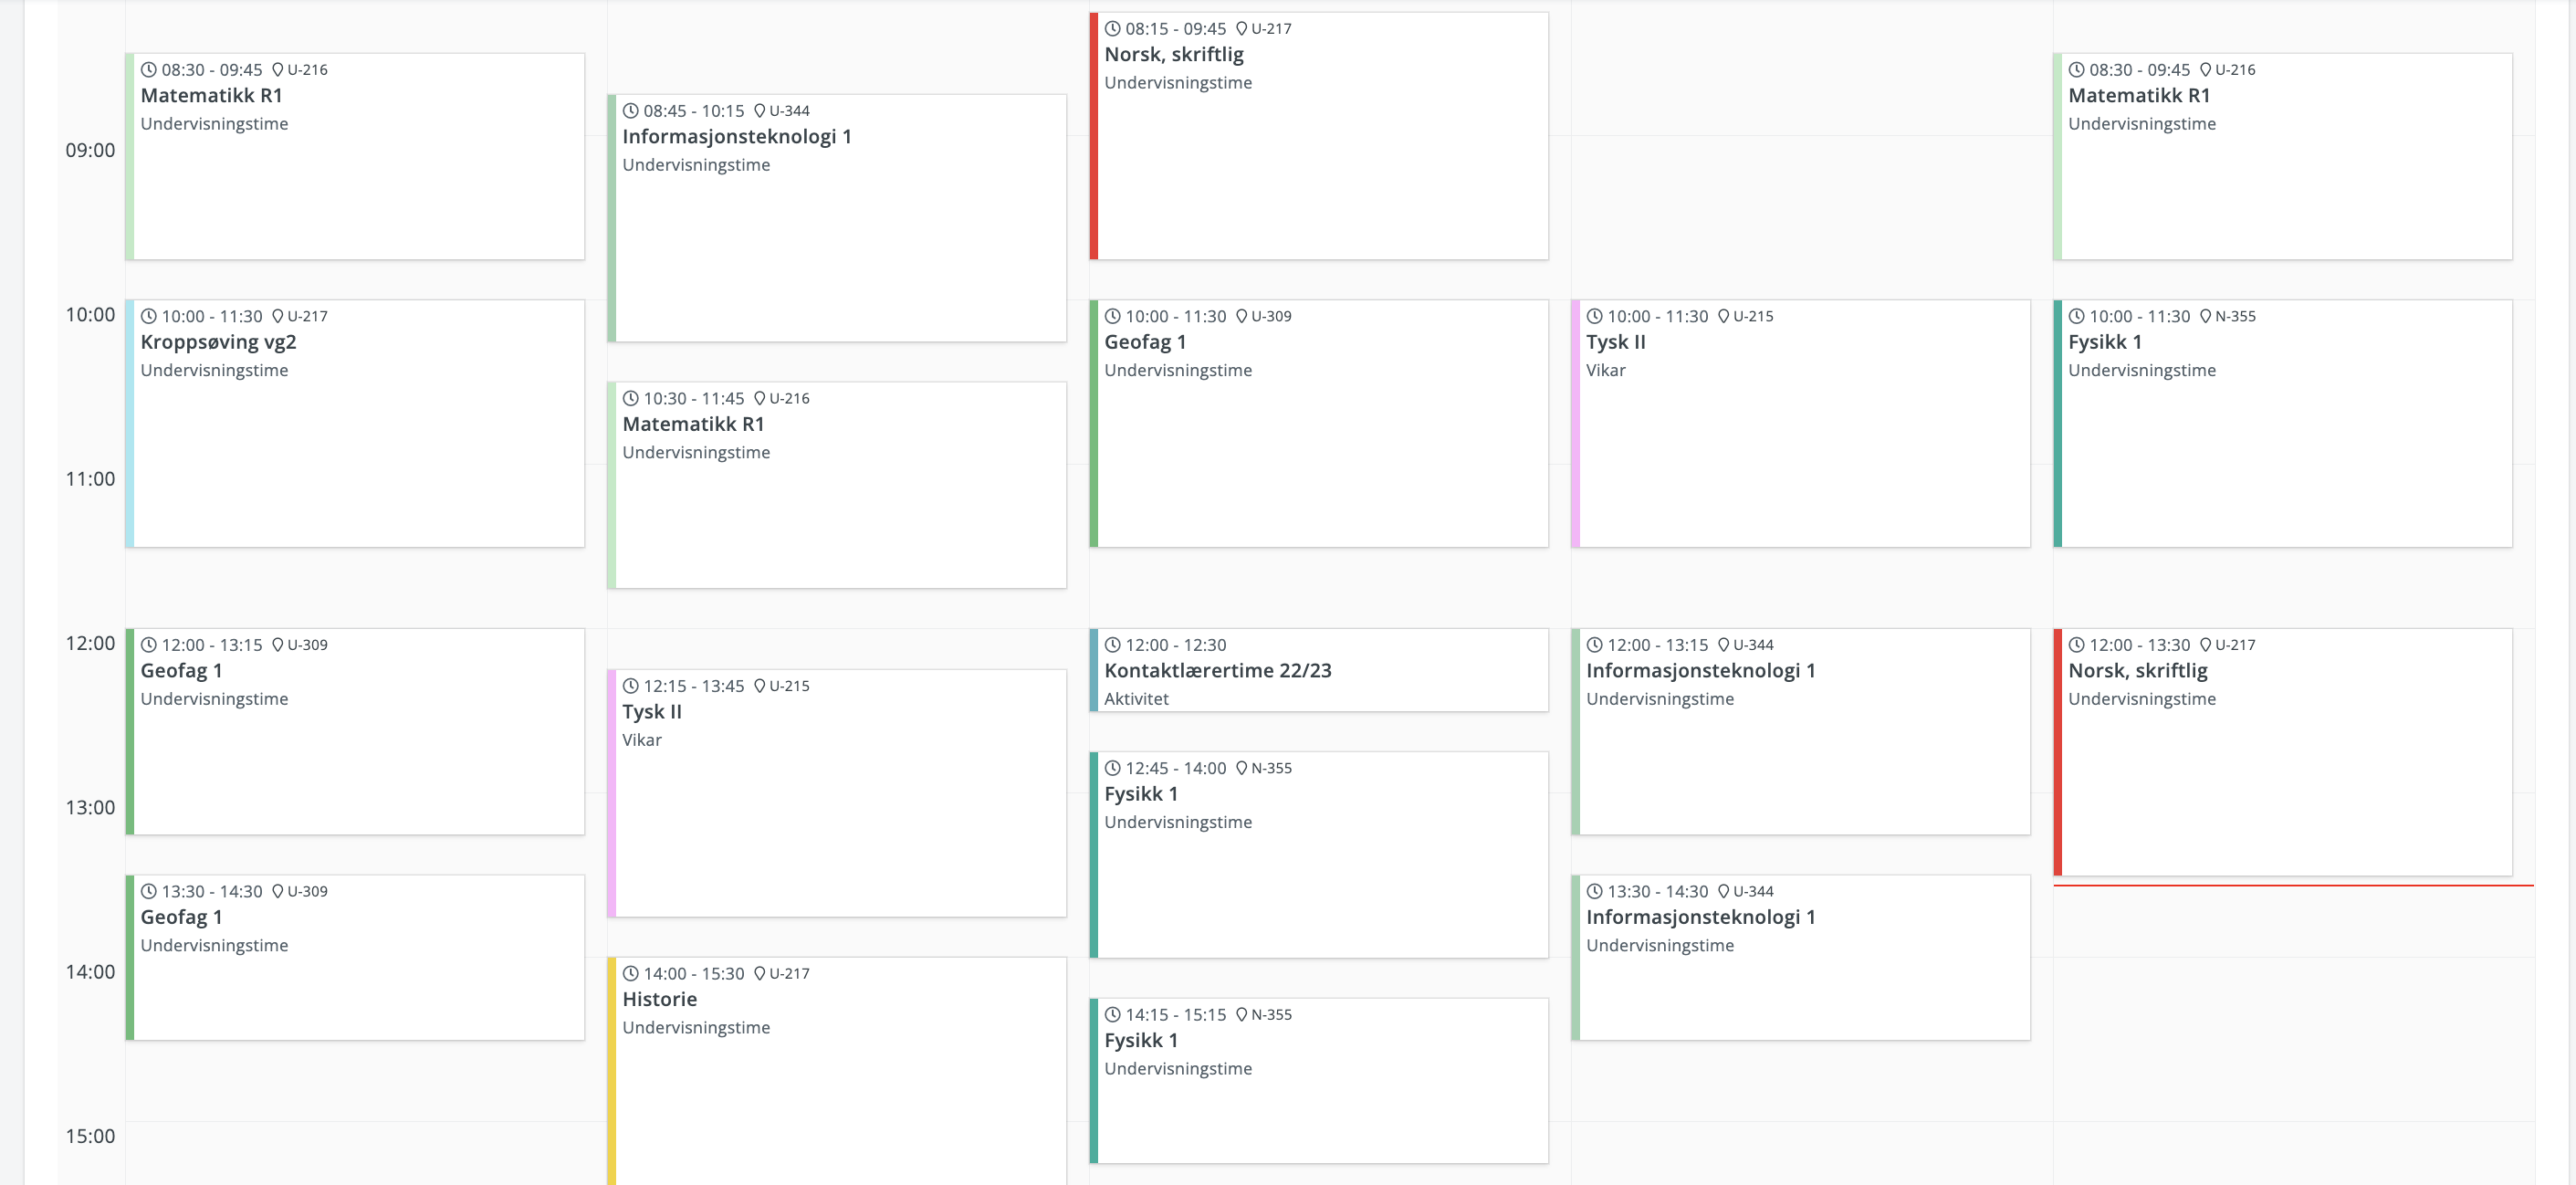 09:00
10:00
11:00
12:00
13:00
14:00
15:00
08:30 - 09:45 U-216
Matematikk R1
Undervisningstime
10:00 - 11:30 U-217
Kroppsøving vg2
Undervisningstime
12:00 - 13:15 U-309
Geofag 1
Undervisningstime
13:30 - 14:30 U-309
Geofag 1
Undervisningstime
08:45 - 10:15 U-344
Informasjonsteknologi 1
Undervisningstime
10:30 - 11:45 U-216
Matematikk R1
Undervisningstime
12:15 - 13:45 U-215
Tysk II
Vikar
14:00 - 15:30 U-217
Historie
Undervisningstime
08:15 - 09:45 U-217
Norsk, skriftlig
Undervisningstime
10:00 - 11:30 U-309
Geofag 1
Undervisningstime
12:00 - 12:30
Kontaktlærertime 22/23
Aktivitet
12:45 - 14:00 N-355
Fysikk 1
Undervisningstime
14:15 - 15:15 N-355
Fysikk 1
Undervisningstime
10:00 - 11:30 U-215
Tysk II
Vikar
12:00 - 13:15 U-344
Informasjonsteknologi 1
Undervisningstime
13:30 - 14:30 U-344
Informasjonsteknologi 1
Undervisningstime
08:30 - 09:45 U-216
Matematikk R1
Undervisningstime
10:00 - 11:30 N-355
Fysikk 1
Undervisningstime
12:00 - 13:30 U-217
Norsk, skriftlig
Undervisningstime